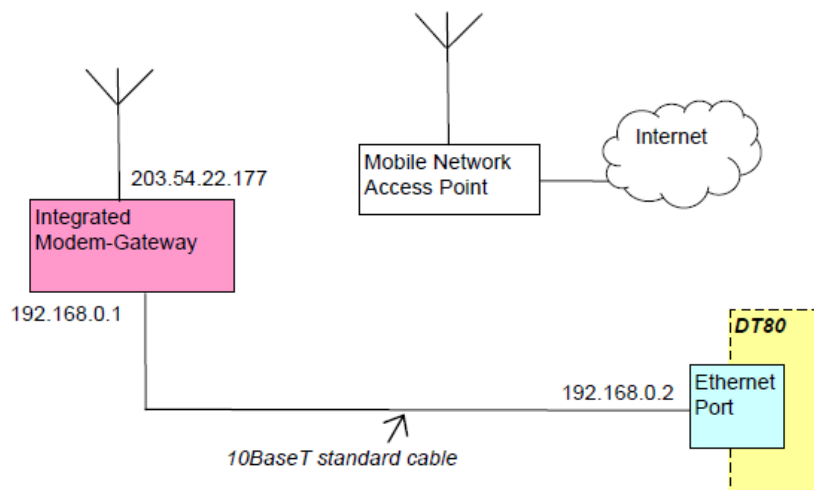 Internet
Mobile Network
Access Point
203.54.22.177
Integrated
Modem-Gateway
192.168.0.1
DT80
192.168.0.2
Ethernet
Port
10BaseT standard cable